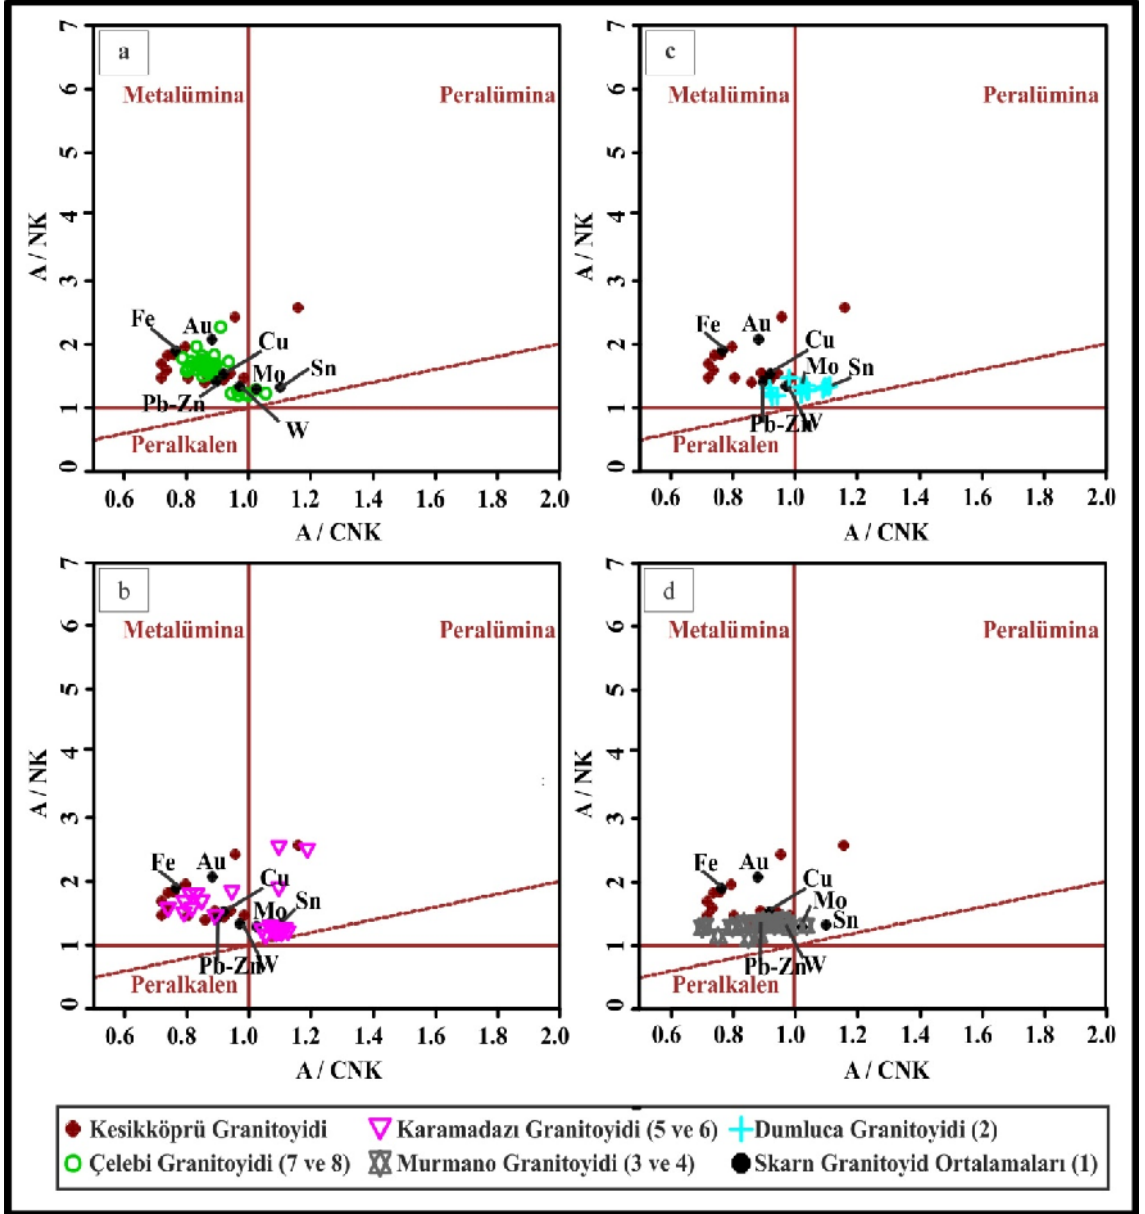 a
Metalümina
Peralümina
Fe
Au
Cu
Mo
Sn
Pb-Zn
W
Peralkalen
A / NK
0 1 2 3 4 5 6 7
0.6 0.8 1.0 1.2 1.4 1.6 1.8 2.0
A / CNK
c
Metalümina
Peralümina
Fe
Au
Cu
Mo
Sn
Pb-Zn
W
Peralkalen
A / NK
0 1 2 3 4 5 6 7
0.6 0.8 1.0 1.2 1.4 1.6 1.8 2.0
A / CNK
b
Metalümina
Peralümina
Fe
Au
Cu
Mo
Sn
Pb-Zn
W
Peralkalen
A / NK
0 1 2 3 4 5 6 7
0.6 0.8 1.0 1.2 1.4 1.6 1.8 2.0
A / CNK
d
Metalümina
Peralümina
Fe
Au
Cu
Mo
Sn
Pb-Zn
W
Peralkalen
A / NK
0 1 2 3 4 5 6 7
0.6 0.8 1.0 1.2 1.4 1.6 1.8 2.0
A / CNK
Kesikköprü Granitoyidi
Karamadazı Granitoyidi (5 ve 6)
Dumluca Granitoyidi (2)
Çelebi Granitoyidi (7 ve 8)
Murmano Granitoyidi (3 ve 4)
Skarn Granitoyid Ortalamaları (1)